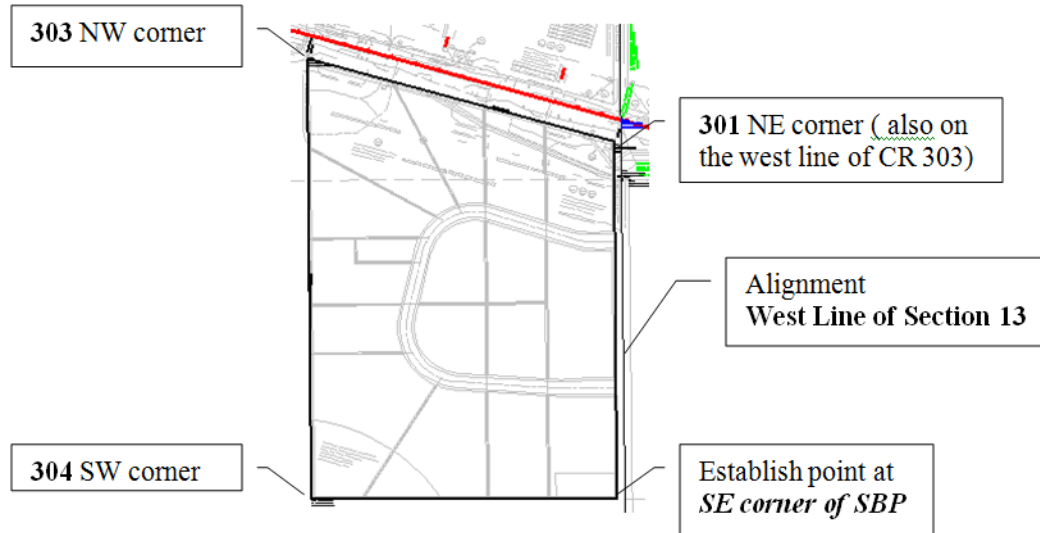 303 NW corner
301 NE corner ( also on
the west line of CR 303)
Alignment
West Line of Section 13
304 SW corner
Establish point at
SE corner of SBP